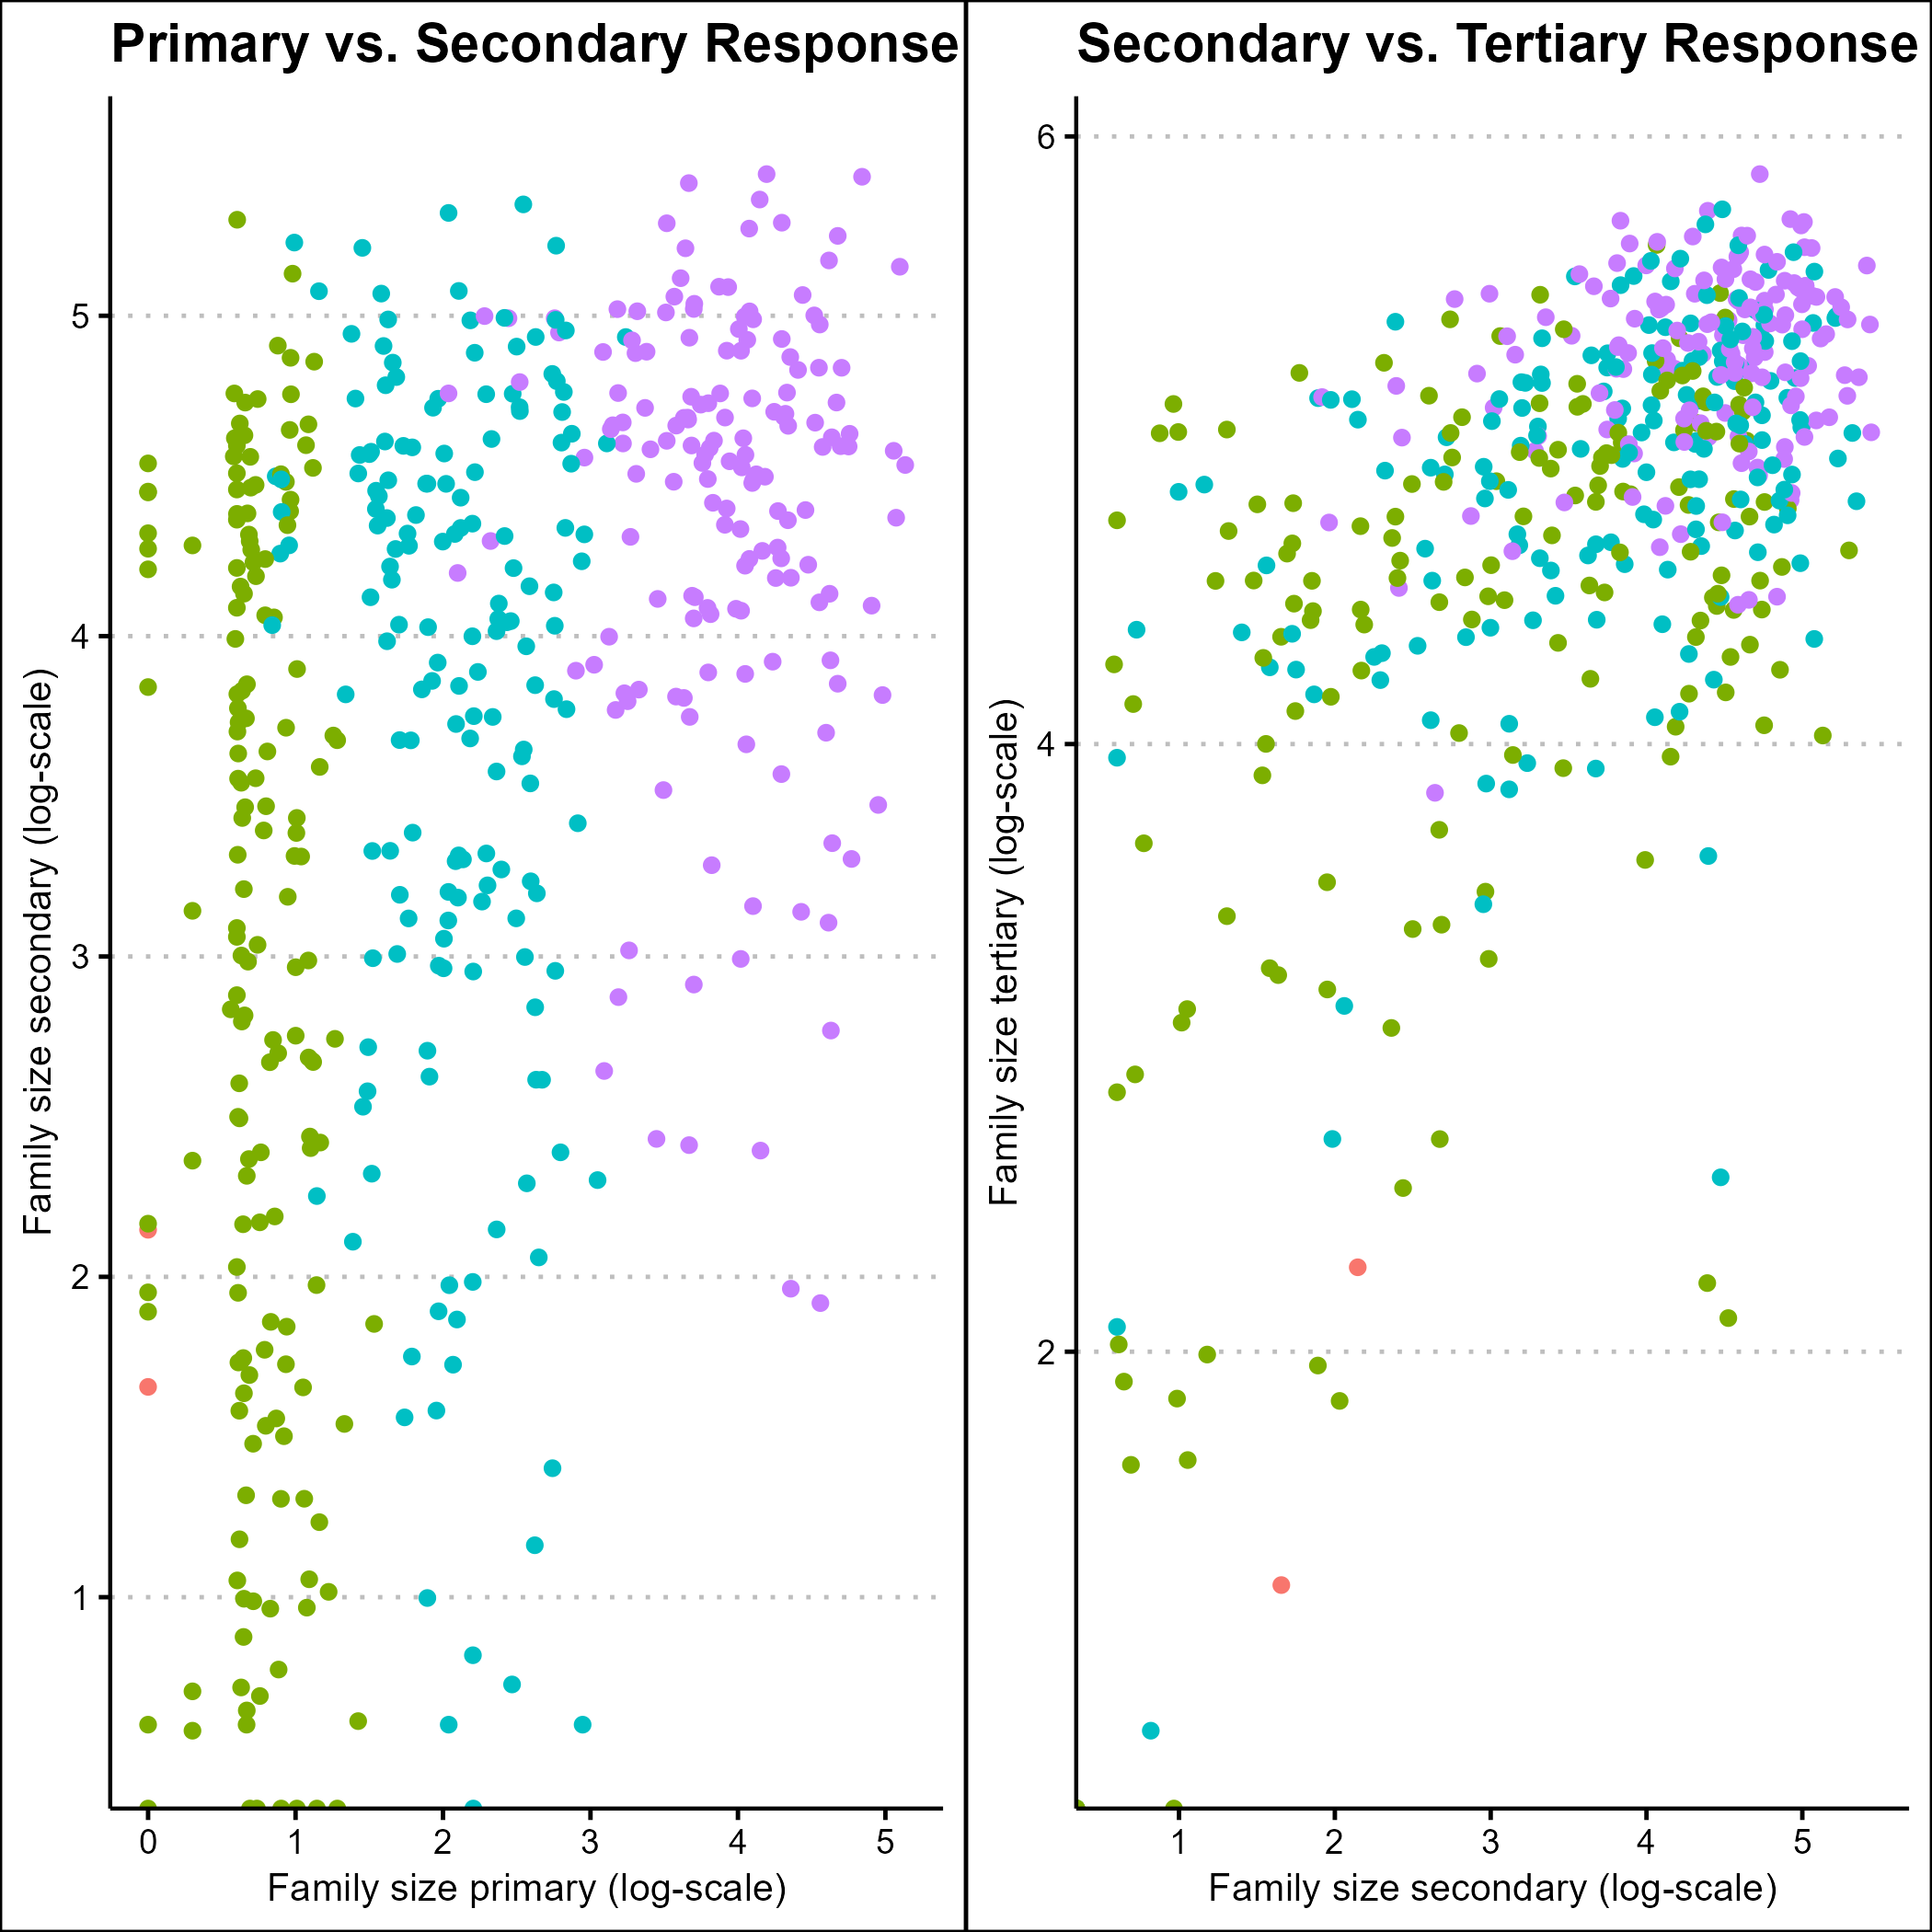 Primary vs. Secondary Response
Family size secondary (log-scale)
5
4
3
2
1
0 1 2 3 4 5
Family size primary (log-scale)
Secondary vs. Tertiary Response
Family size tertiary (log-scale)
6
4
2
1 2 3 4 5
Family size secondary (log-scale)